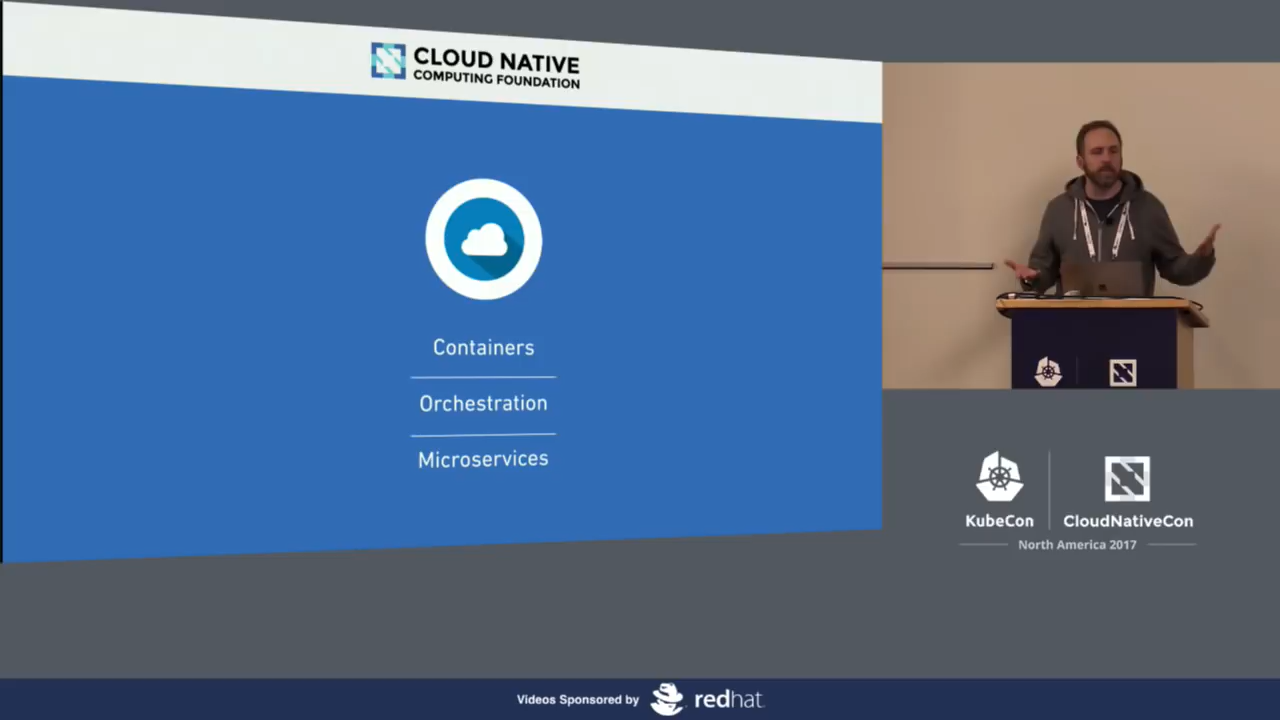 CLOUD NATIVE
COMPUTING FOUNDATION
Containers
Orchestration
Microservices
KubeCon
CloudNativeCon
North America 2017
Videos Sponsored by redhat.